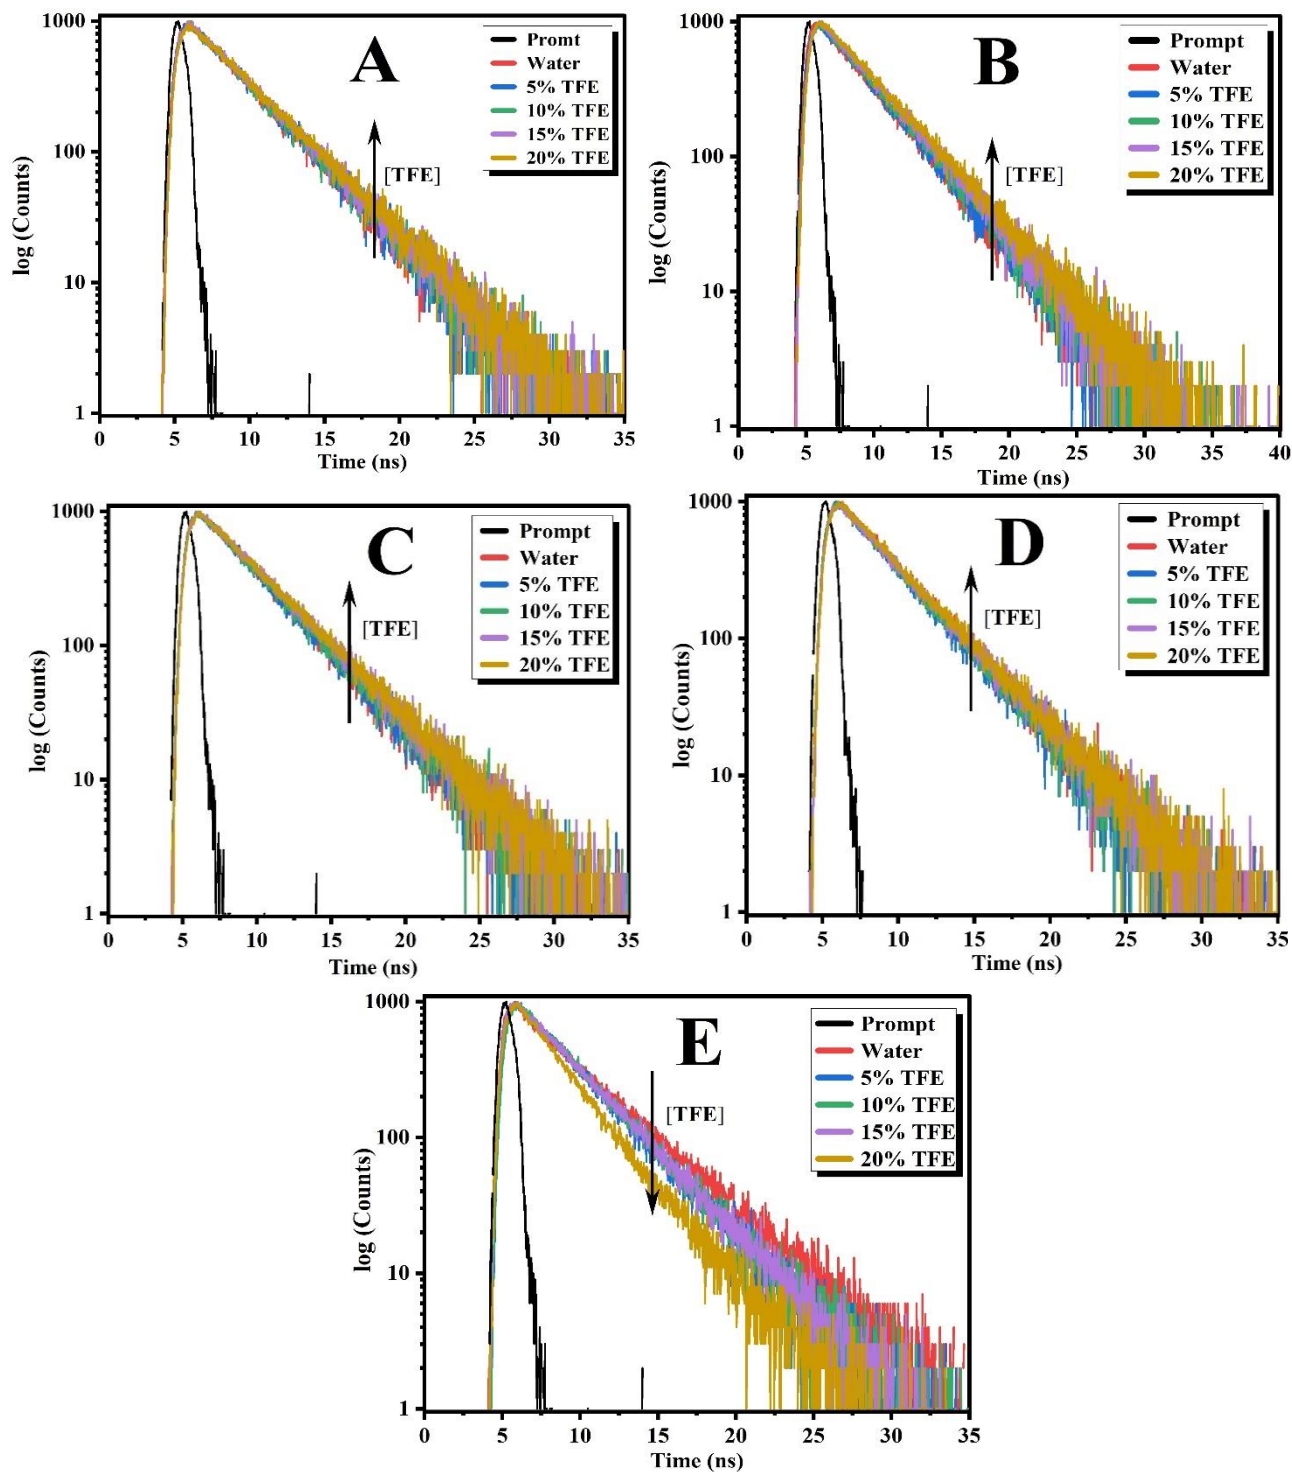 A
1000
100
10
1
log (Counts)
0 5 10 15 20 25 30 35
Time (ns)
Promt
Water
5% TFE
10% TFE
15% TFE
20% TFE
[TFE]
B
1000
100
10
1
log (Counts)
0 5 10 15 20 25 30 35 40
Time (ns)
Prompt
Water
5% TFE
10% TFE
15% TFE
20% TFE
[TFE]
C
1000
100
10
1
log (Counts)
0 5 10 15 20 25 30 35
Time (ns)
Prompt
Water
5% TFE
10% TFE
15% TFE
20% TFE
[TFE]
D
1000
100
10
1
log (Counts)
0 5 10 15 20 25 30 35
Time (ns)
Prompt
Water
5% TFE
10% TFE
15% TFE
20% TFE
[TFE]
E
1000
100
10
1
log (Counts)
0 5 10 15 20 25 30 35
Time (ns)
Prompt
Water
5% TFE
10% TFE
15% TFE
20% TFE
[TFE]